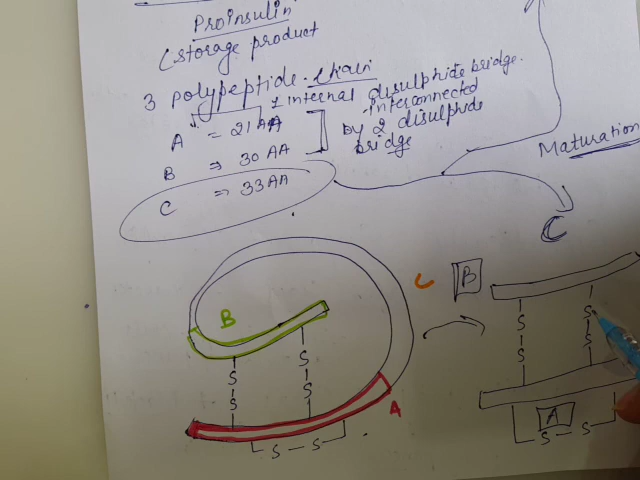 Proinsulin
(storage product
3 polypeptide chain
1 internal disulphide bridge.
A = 21 AA
interconnected
by 2 disulphide
bridge
B ⇒ 30 AA
C ⇒ 33 AA
Maturation
C
B
C
B
S
S
S
S
S
S
S
S
A
S - S
S
S
S
S
S
S
A
S - S